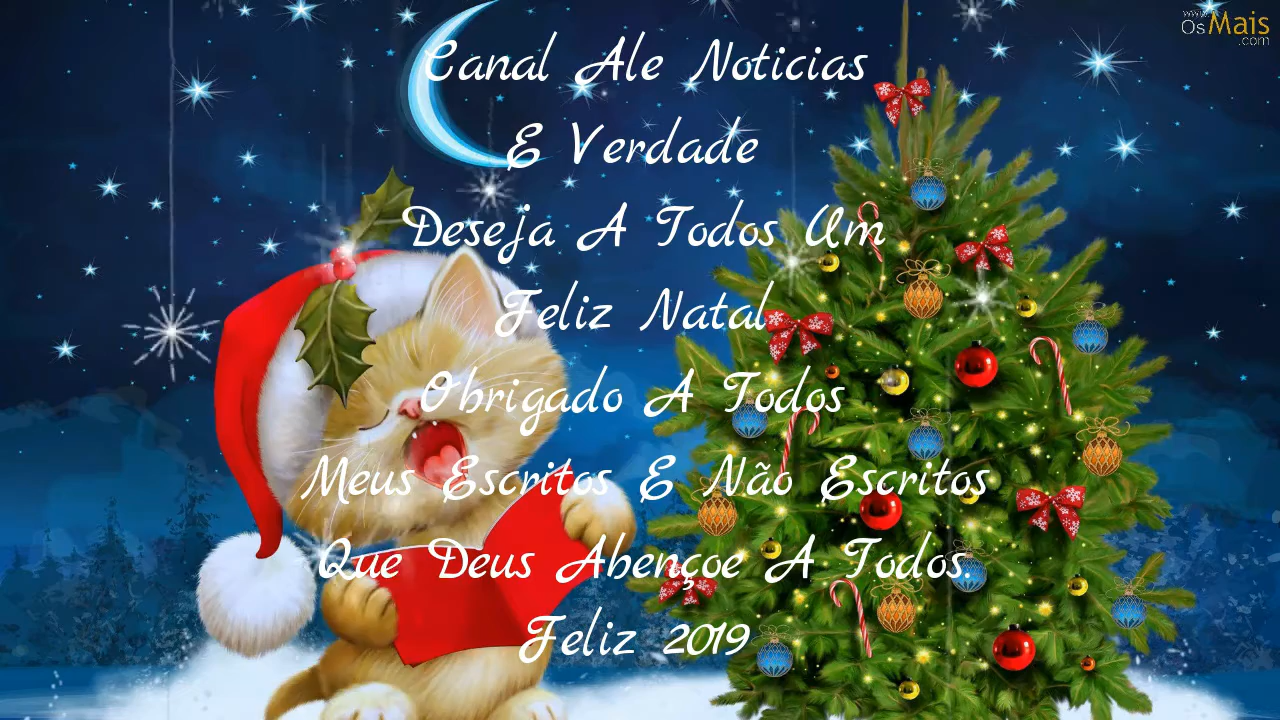 www.
OsMais
.com
Canal Ale Noticias
E Verdade
Deseja A Todos Um
Feliz Natal
Obrigado A Todos
Meus Escritos E Não Escritos
Que Deus Abençoe A Todos.
Feliz 2019